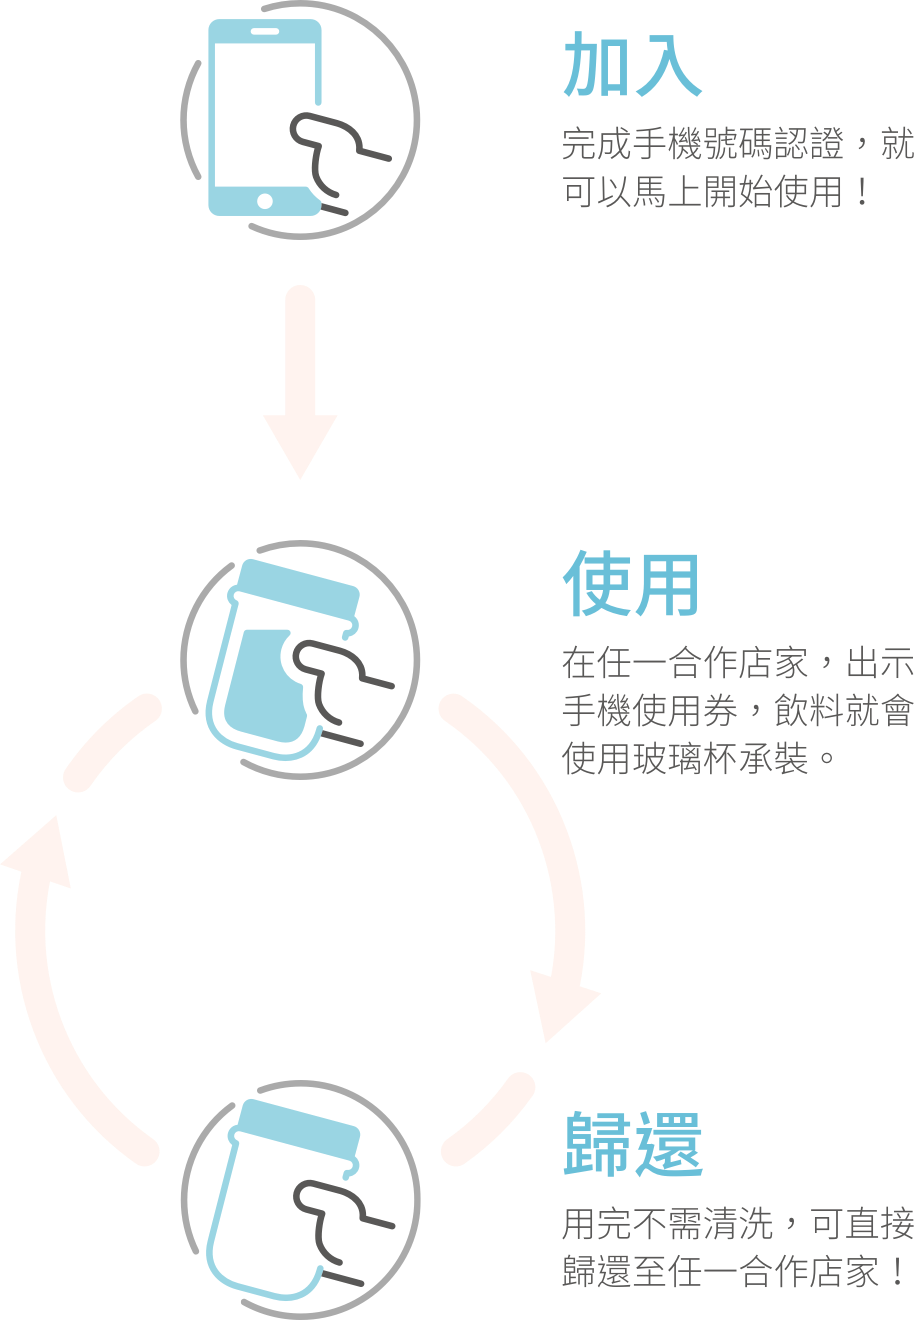 加入
完成手機號碼認證，就
可以馬上開始使用！
使用
在任一合作店家，出示
手機使用券，飲料就會
使用玻璃杯承裝。
歸還
用完不需清洗，可直接
歸還至任一合作店家！